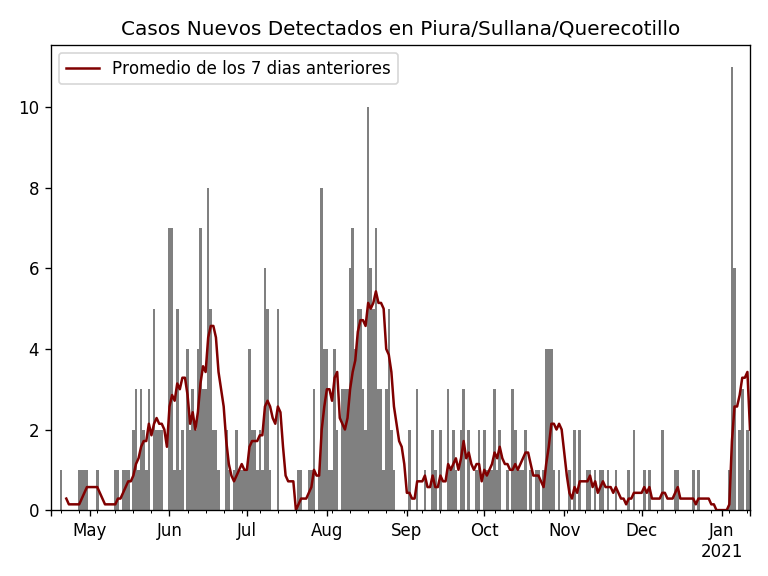 Casos Nuevos Detectados en Piura/Sullana/Querecotillo
Promedio de los 7 dias anteriores
10
8
6
4
2
0
May Jun Jul Aug Sep Oct Nov Dec Jan
2021